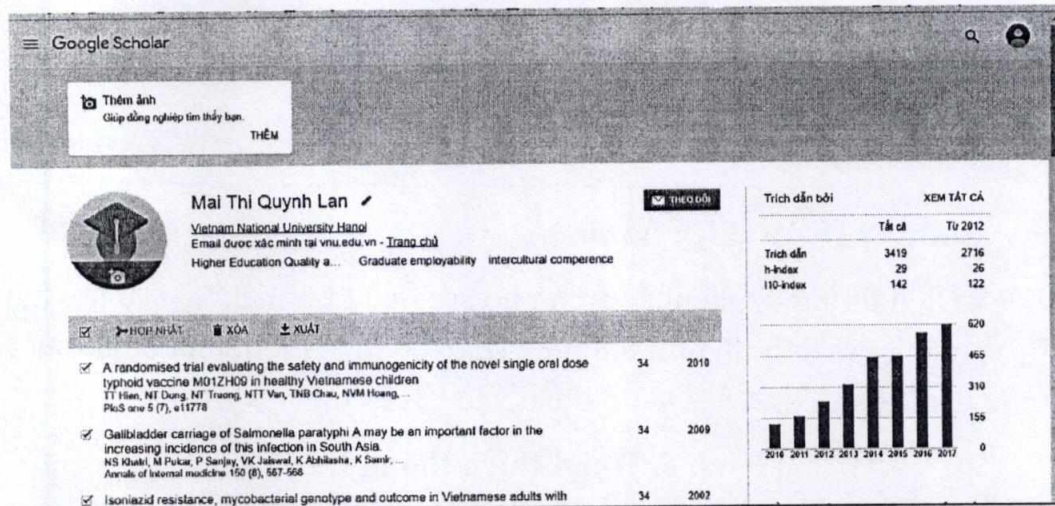 Google Scholar
Thêm ảnh
Giúp đồng nghiệp tìm thấy bạn.
THÊM
Mai Thi Quynh Lan
THEO DÕI
Vietnam National University Hanoi
Email được xác minh tại vnu.edu.vn - Trang chủ
Higher Education Quality a... Graduate employability intercultural comperence
HỢP NHẤT XÓA XUẤT
A randomised trial evaluating the safety and immunogenicity of the novel single oral dose 34 2010
typhoid vaccine M01ZH09 in healthy Vietnamese children
TT Hien, NT Dung, NT Truong, NTT Van, TNB Chau, NVM Hoang, ...
PloS one 5 (7), e11778
Gallbladder carriage of Salmonella paratyphi A may be an important factor in the 34 2009
increasing incidence of this infection in South Asia.
NS Khatri, M Pukar, P Sanjay, VK Jaiswal, K Abhilasha, K Samir, ...
Annals of internal medicine 150 (8), 567-568
Isoniazid resistance, mycobacterial genotype and outcome in Vietnamese adults with 34 2002
Trích dẫn bởi XEM TẤT CẢ
Tất cả Từ 2012
Trích dẫn 3419 2716
h-index 29 26
i10-index 142 122
620
465
310
155
0
2010 2011 2012 2013 2014 2015 2016 2017